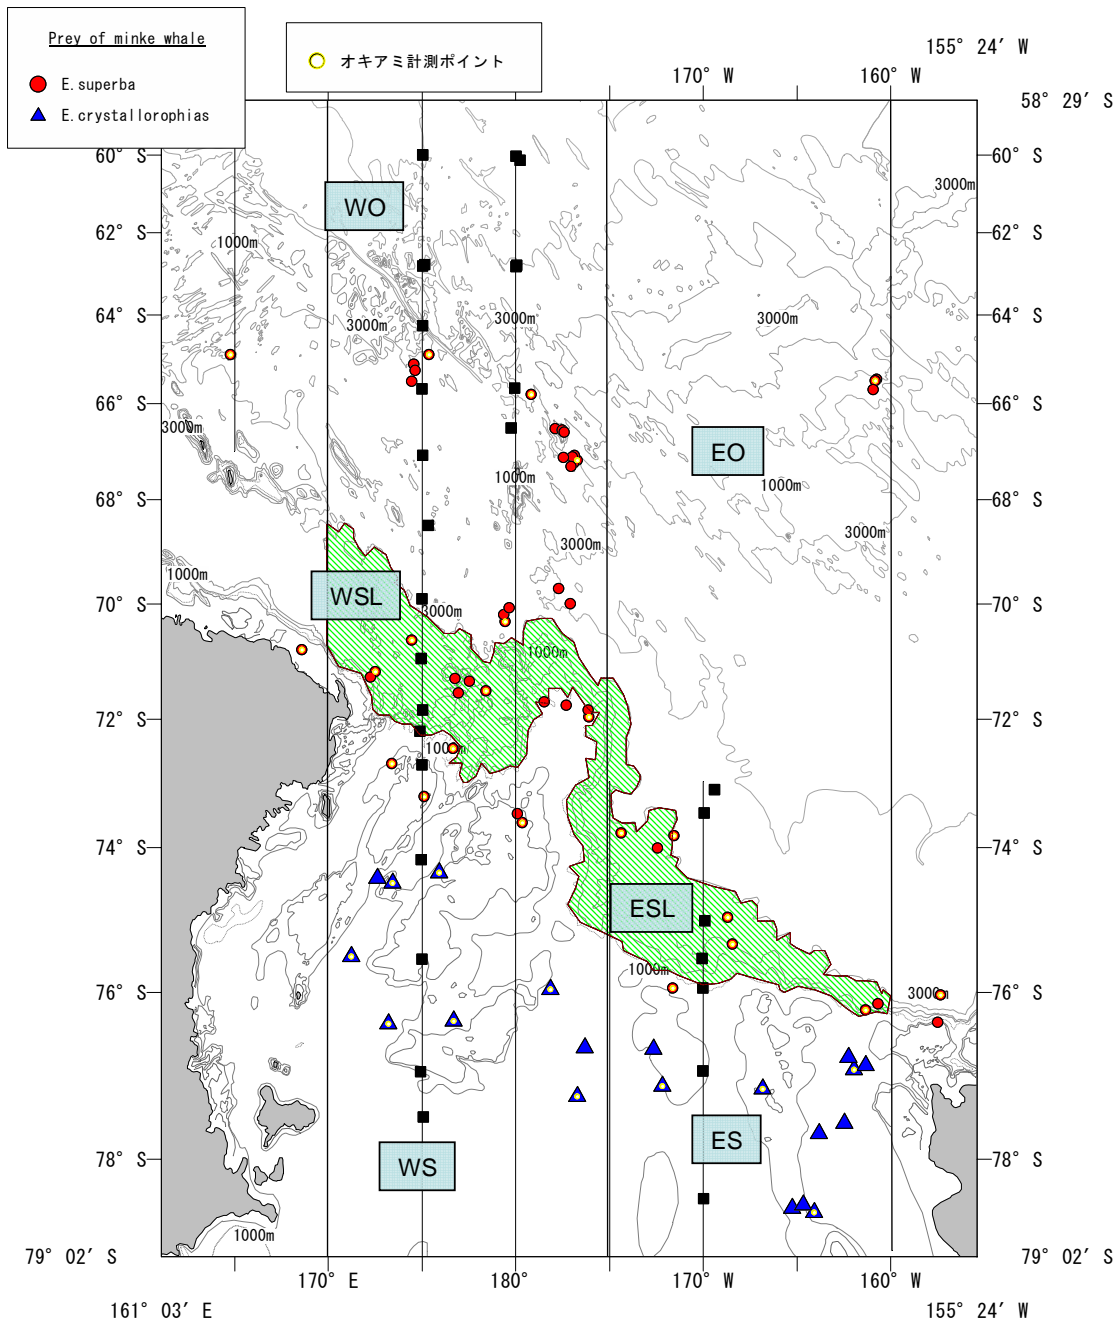 Prey of minke whale
E.superba
E.crystallorophias
オキアミ計測ポイント
155° 24′ W
170° W
160° W
58° 29′ S
58° 29′ S
60° S
60° S
3000m
WO
62° S
62° S
1000m
64° S
64° S
3000m
3000m
3000m
66° S
66° S
3000m
EO
1000m
1000m
68° S
68° S
3000m
3000m
1000m
WSL
70° S
70° S
3000m
1000m
72° S
72° S
1000m
74° S
74° S
ESL
1000m
76° S
76° S
3000m
WS
ES
78° S
78° S
1000m
79° 02′ S
79° 02′ S
170° E
180°
170° W
160° W
161° 03′ E
155° 24′ W